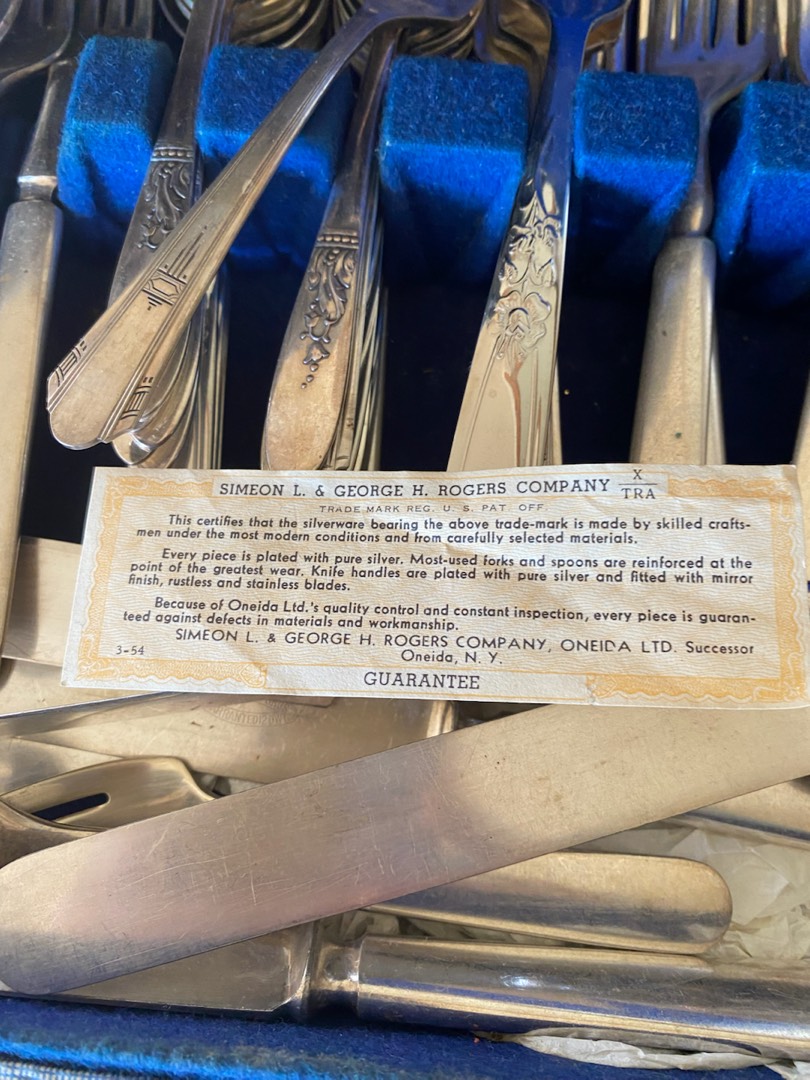 SIMEON L. & GEORGE H. ROGERS COMPANY X/TRA
TRADE MARK REG. U. S. PAT OFF.
This certifies that the silverware bearing the above trade-mark is made by skilled crafts-
men under the most modern conditions and from carefully selected materials.
Every piece is plated with pure silver. Most-used forks and spoons are reinforced at the
point of the greatest wear. Knife handles are plated with pure silver and fitted with mirror
finish, rustless and stainless blades.
Because of Oneida Ltd.'s quality control and constant inspection, every piece is guaran-
teed against defects in materials and workmanship.
SIMEON L. & GEORGE H. ROGERS COMPANY, ONEIDA LTD. Successor
3-54 Oneida, N. Y.
GUARANTEE